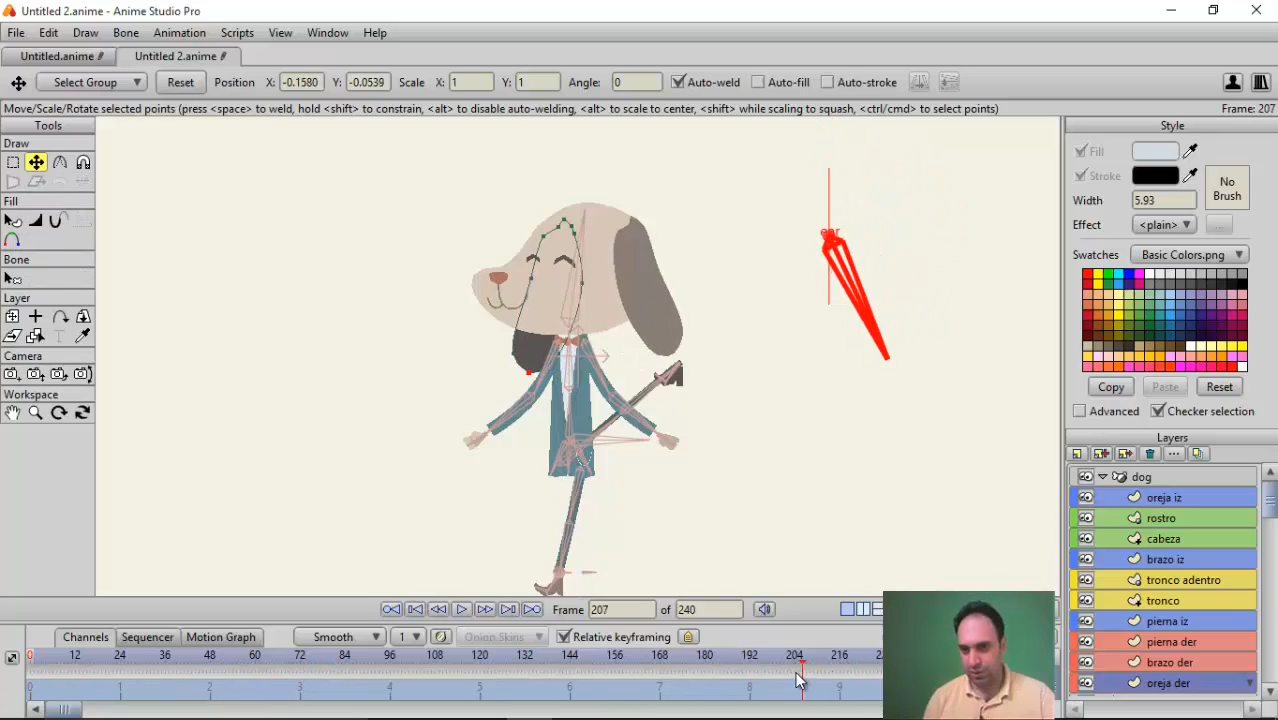 Untitled 2.anime - Anime Studio Pro
File Edit Draw Bone Animation Scripts View Window Help
Untitled.anime Untitled 2.anime
Select Group Reset Position X: -0.1580 Y: -0.0539 Scale X: 1 Y: 1 Angle: 0 Auto-weld Auto-fill Auto-stroke
Move/Scale/Rotate selected points (press <space> to weld, hold <shift> to constrain, <alt> to disable auto-welding, <alt> to scale to center, <shift> while scaling to squash, <ctrl/cmd> to select points) Frame: 207
Tools
Draw
Fill
Bone
Layer
Camera
Workspace
ear
Style
Fill
Stroke
No Brush
Width 5.93
Effect <plain> ...
Swatches Basic Colors.png
Copy Paste Reset
Advanced Checker selection
Layers
dog
oreja iz
rostro
cabeza
brazo iz
tronco adentro
tronco
pierna iz
pierna der
brazo der
oreja der
Frame 207 of 240
Channels Sequencer Motion Graph Smooth 1 Onion Skins Relative keyframing
0 12 24 36 48 60 72 84 96 108 120 132 144 156 168 180 192 204 216
0 1 2 3 4 5 6 7 8 9